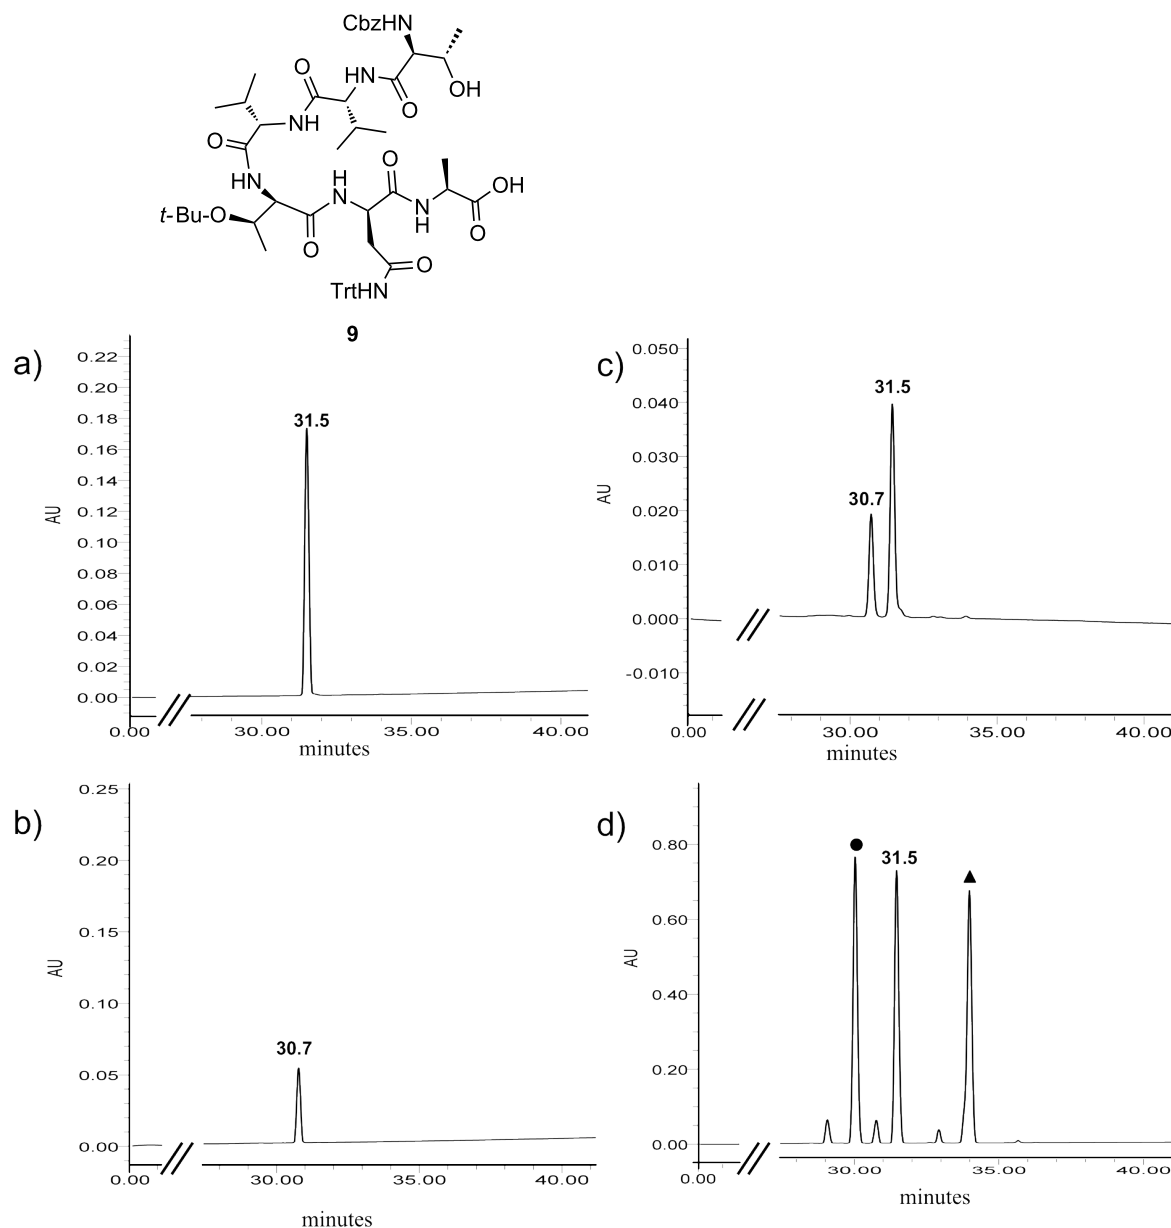 CbzHN
O
HN
OH
O
NH
O
O
HN
H
N
O
OH
t-Bu-O
O
N
H
O
O
TrtHN
9
a)
0.22
0.20
0.18
0.16
0.14
0.12
0.10
0.08
0.06
0.04
0.02
0.00
AU
31.5
0.00
30.00
35.00
40.00
minutes
c)
0.050
0.040
0.030
0.020
0.010
0.000
-0.010
AU
31.5
30.7
0.00
30.00
35.00
40.00
minutes
b)
0.25
0.20
0.15
0.10
0.05
0.00
AU
30.7
0.00
30.00
35.00
40.00
minutes
d)
0.80
0.60
0.40
0.20
0.00
AU
31.5
0.00
30.00
35.00
40.00
minutes